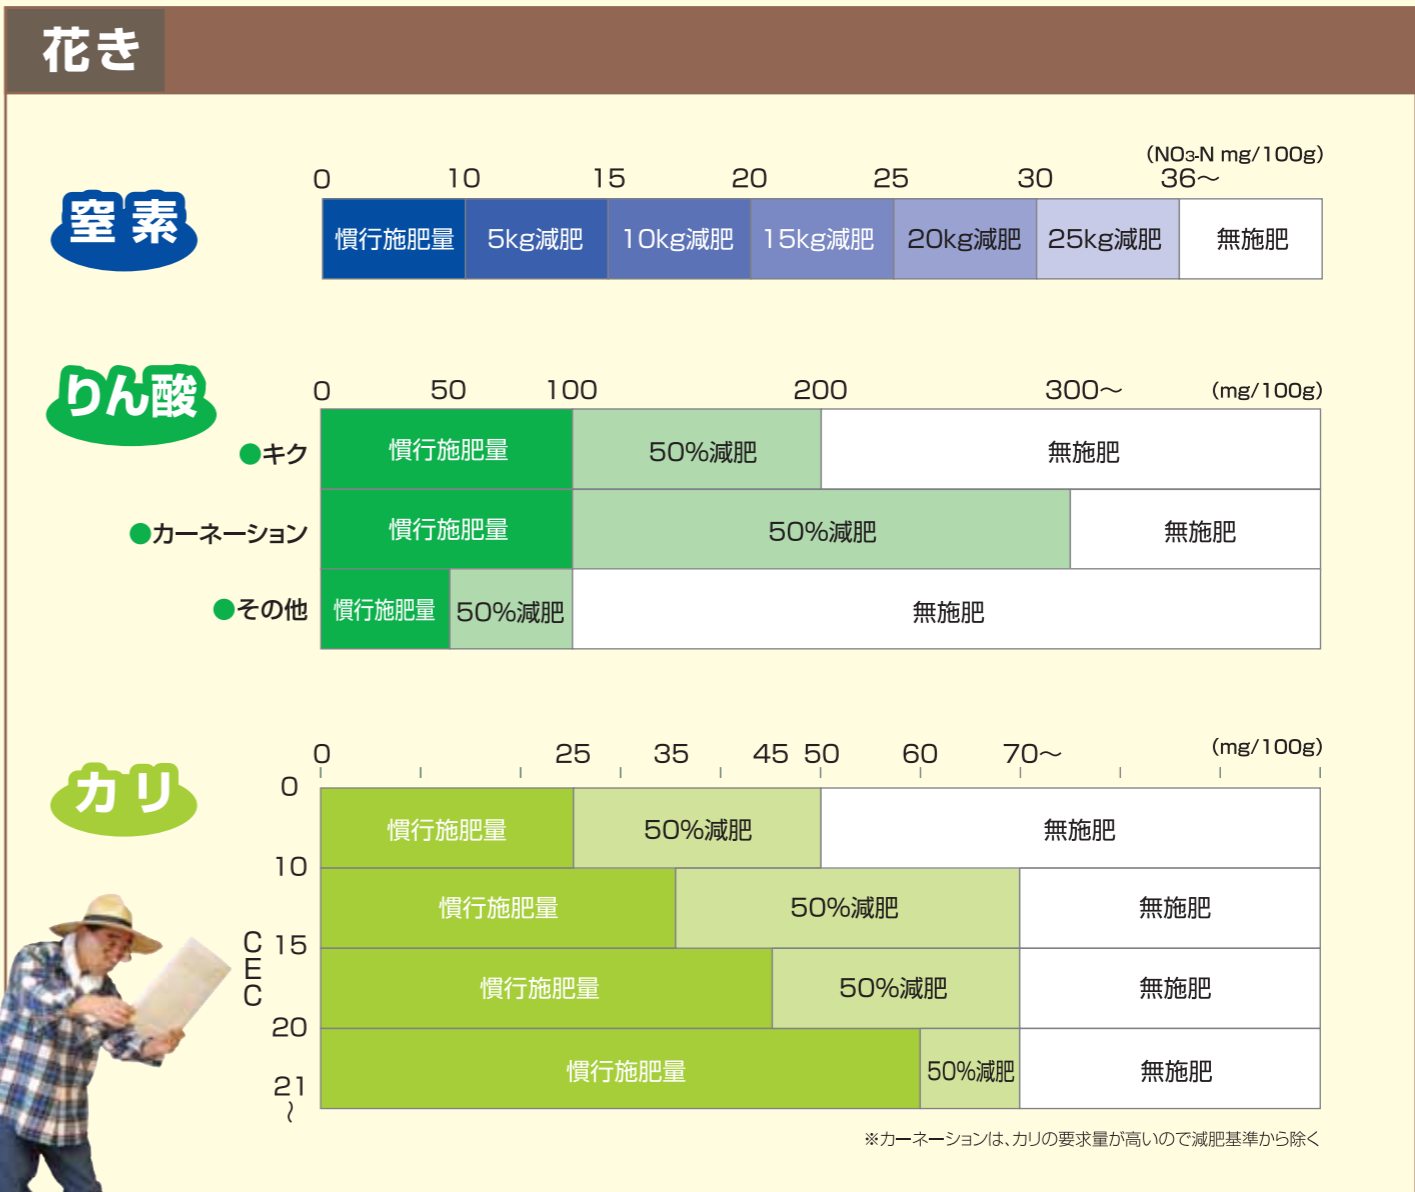 花き
窒素
(NO₃-N mg/100g)
0 10 15 20 25 30 36～
慣行施肥量 5kg減肥 10kg減肥 15kg減肥 20kg減肥 25kg減肥 無施肥
りん酸
0 50 100 200 300～ (mg/100g)
●キク 慣行施肥量 50%減肥 無施肥
●カーネーション 慣行施肥量 50%減肥 無施肥
●その他 慣行施肥量 50%減肥 無施肥
カリ
0 25 35 45 50 60 70～ (mg/100g)
0
慣行施肥量 50%減肥 無施肥
10
慣行施肥量 50%減肥 無施肥
CEC
15
慣行施肥量 50%減肥 無施肥
20
慣行施肥量 50%減肥 無施肥
21～
※カーネーションは、カリの要求量が高いので減肥基準から除く